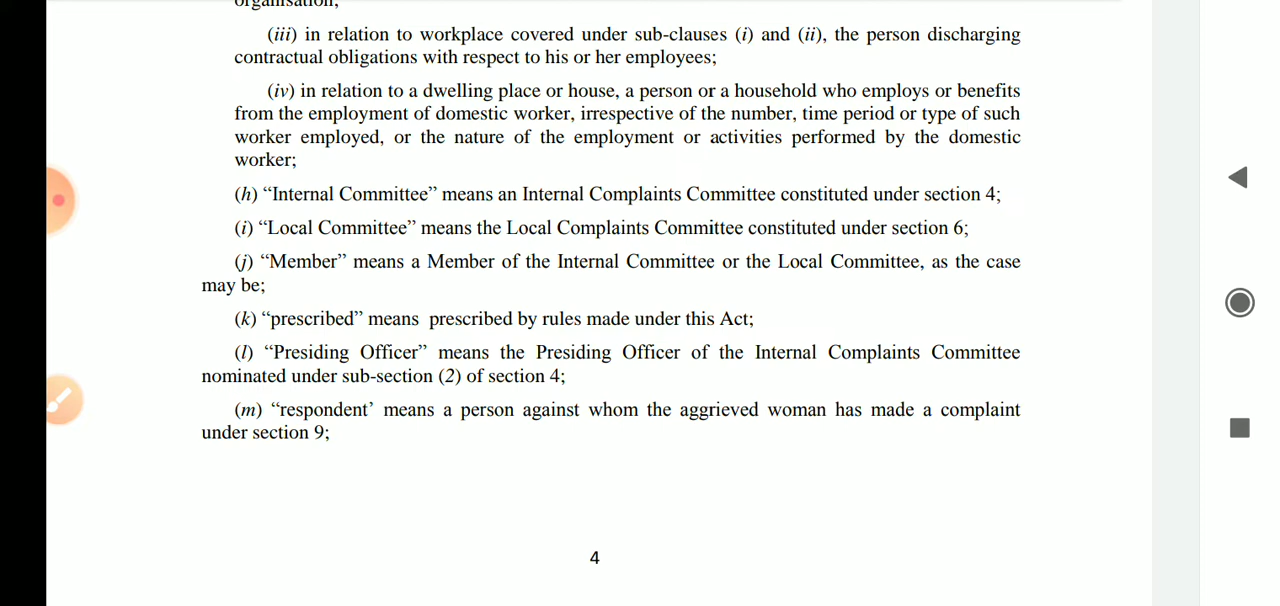 organisation;
(iii) in relation to workplace covered under sub-clauses (i) and (ii), the person discharging
contractual obligations with respect to his or her employees;
(iv) in relation to a dwelling place or house, a person or a household who employs or benefits
from the employment of domestic worker, irrespective of the number, time period or type of such
worker employed, or the nature of the employment or activities performed by the domestic
worker;
(h) “Internal Committee” means an Internal Complaints Committee constituted under section 4;
(i) “Local Committee” means the Local Complaints Committee constituted under section 6;
(j) “Member” means a Member of the Internal Committee or the Local Committee, as the case
may be;
(k) “prescribed” means prescribed by rules made under this Act;
(l) “Presiding Officer” means the Presiding Officer of the Internal Complaints Committee
nominated under sub-section (2) of section 4;
(m) “respondent’ means a person against whom the aggrieved woman has made a complaint
under section 9;
4